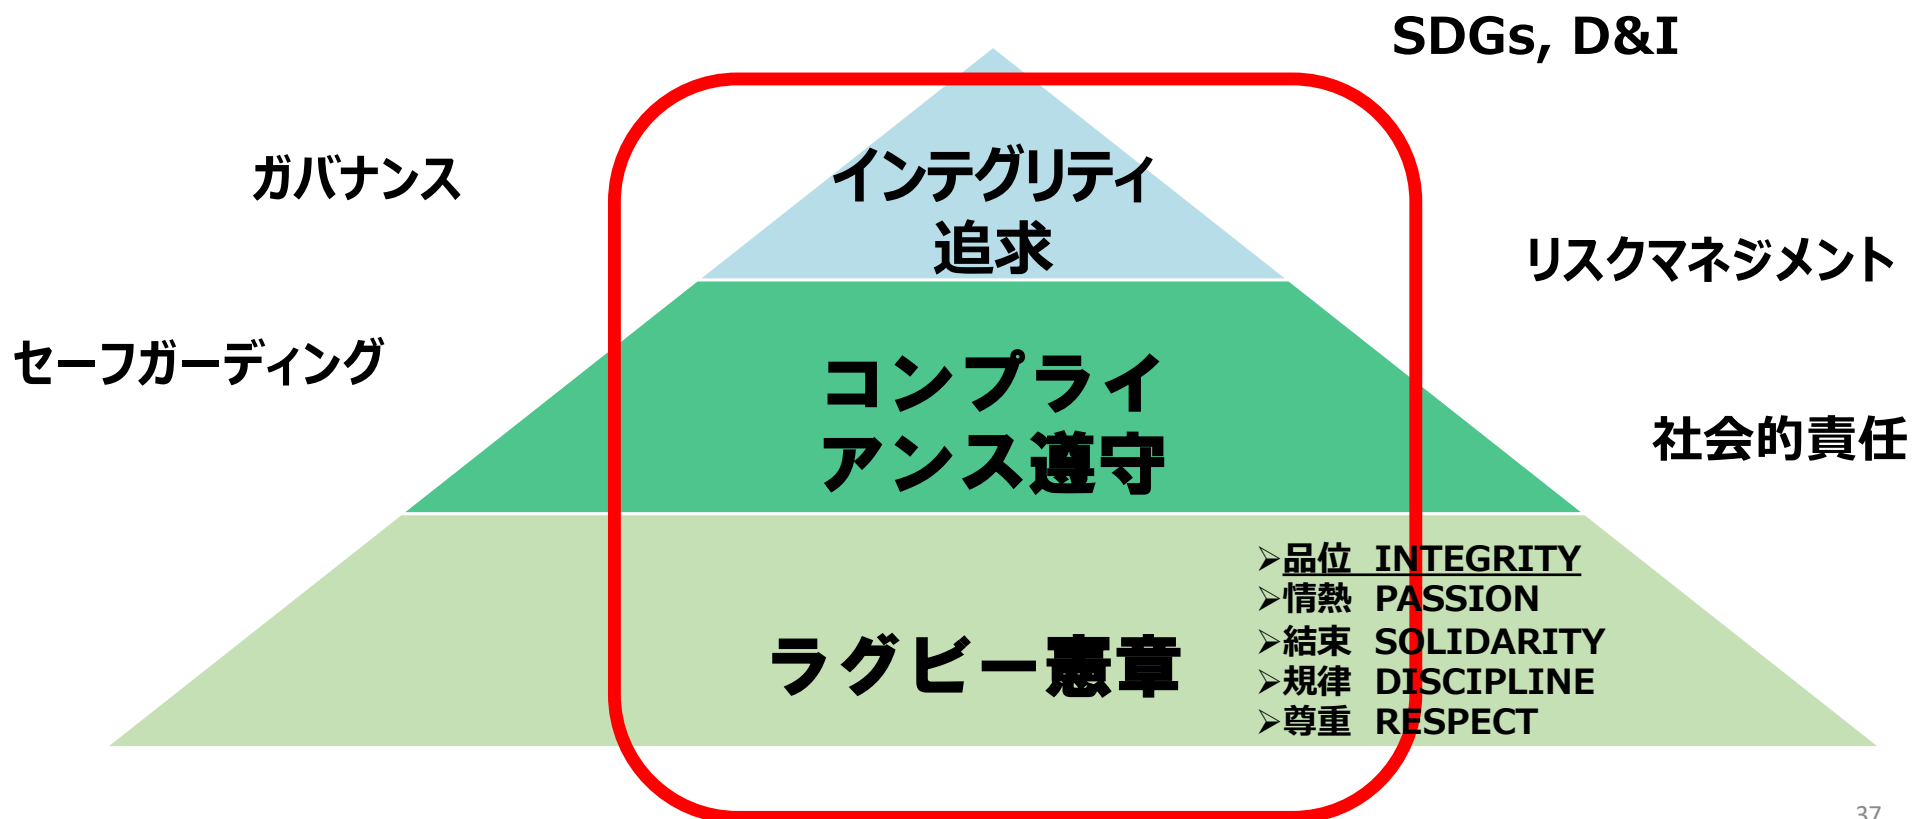 SDGs, D&I
ガバナンス
インテグリティ
追求
リスクマネジメント
セーフガーディング
コンプライ
アンス遵守
社会的責任
➢品位 INTEGRITY
➢情熱 PASSION
➢結束 SOLIDARITY
➢規律 DISCIPLINE
➢尊重 RESPECT
ラグビー憲章
37